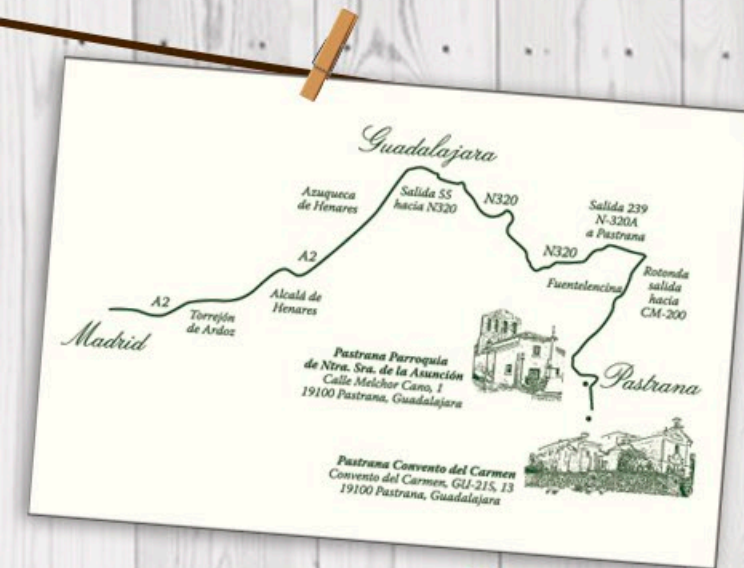 Guadalajara
Azuqueca
de Henares
Salida 55
hacia N320
N320
Salida 239
N-320A
a Pastrana
A2
N320
Fuentelencina
Rotonda
salida
hacia
CM-200
A2
Alcalá de
Henares
Torrejón
de Ardoz
Madrid
Pastrana
Pastrana Parroquia
de Ntra. Sra. de la Asunción
Calle Melchor Cano, 1
19100 Pastrana, Guadalajara
Pastrana Convento del Carmen
Convento del Carmen, GU-215, 13
19100 Pastrana, Guadalajara